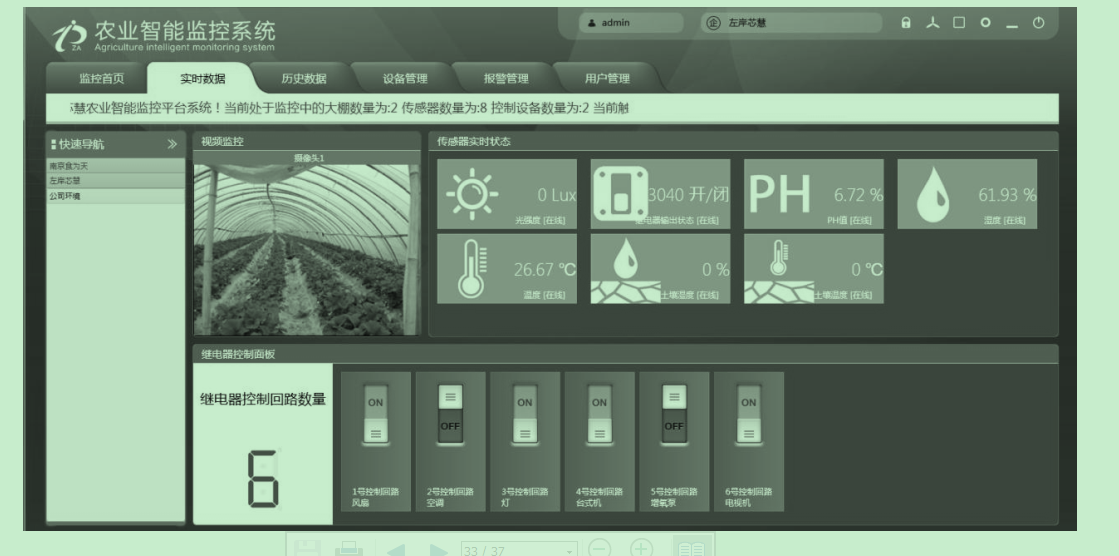 农业智能监控系统
ZA
Agriculture intelligent monitoring system
admin
企 左岸芯慧
监控首页 实时数据 历史数据 设备管理 报警管理 用户管理
慧农业智能监控平台系统！当前处于监控中的大棚数量为:2 传感器数量为:8 控制设备数量为:2 当前触
快速导航
南京食为天
左岸芯慧
公司环境
视频监控
摄像头1
传感器实时状态
0 Lux
光强度 [在线]
3040 开/闭
继电器输出状态 [在线]
PH
6.72 %
PH值 [在线]
61.93 %
湿度 [在线]
26.67 ℃
温度 [在线]
0 %
土壤湿度 [在线]
0 ℃
土壤温度 [在线]
继电器控制面板
继电器控制回路数量
6
ON
1号控制回路
风扇
OFF
2号控制回路
空调
ON
3号控制回路
灯
ON
4号控制回路
台式机
OFF
5号控制回路
增氧泵
ON
6号控制回路
电视机
33 / 37